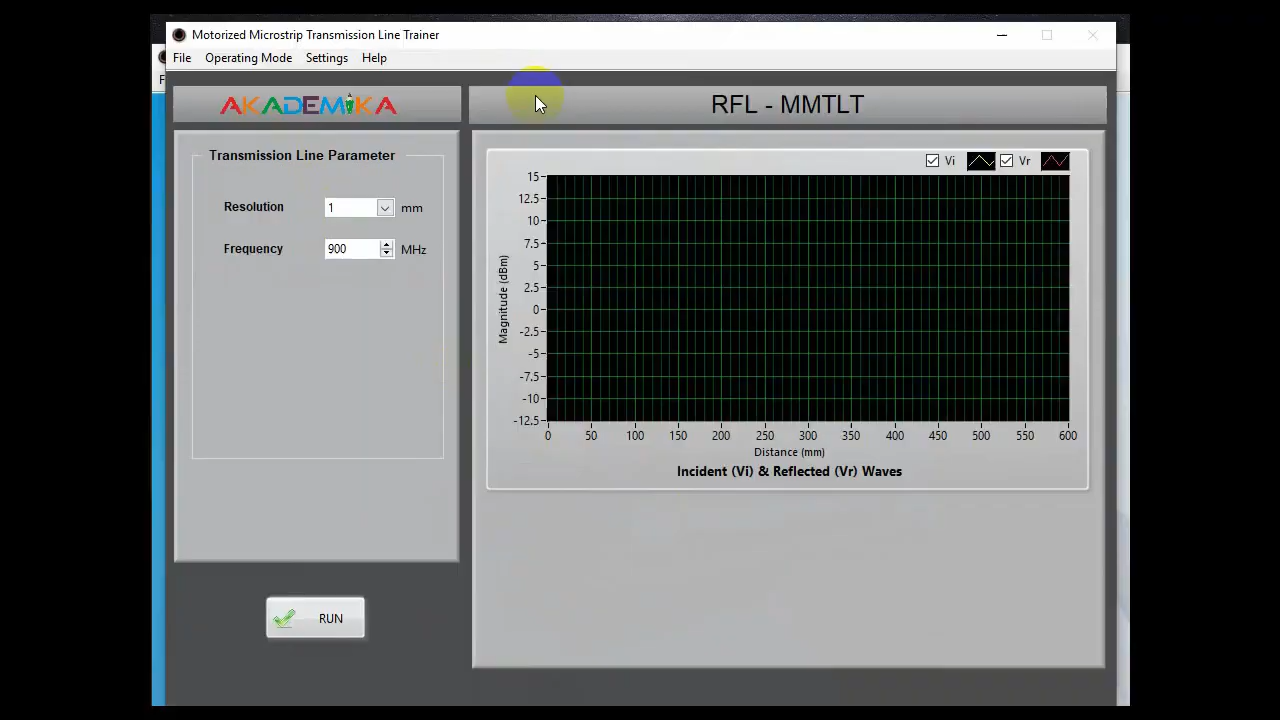 Motorized Microstrip Transmission Line Trainer
File Operating Mode Settings Help
AKADEMIKA
RFL - MMTLT
Transmission Line Parameter
Resolution 1 mm
Frequency 900 MHz
RUN
Vi Vr
15
12.5
10
7.5
5
2.5
0
-2.5
-5
-7.5
-10
-12.5
Magnitude (dBm)
0 50 100 150 200 250 300 350 400 450 500 550 600
Distance (mm)
Incident (Vi) & Reflected (Vr) Waves